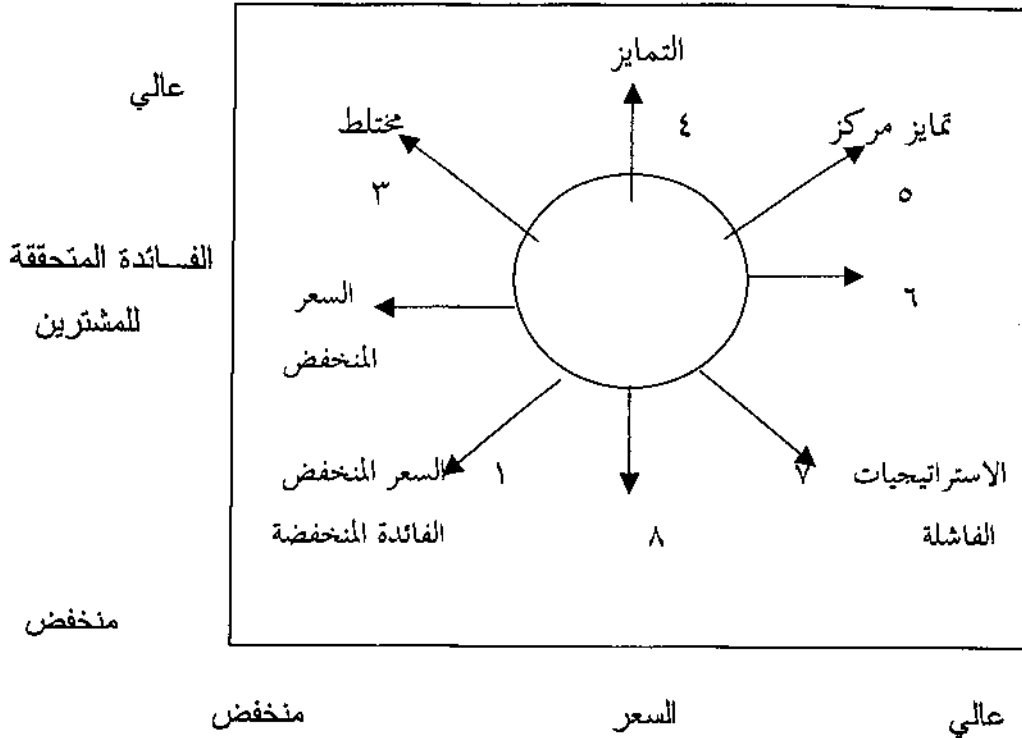 التمايز
عالي
مختلط
٤
تمايز مركز
٣
٥
الفـائدة المتحققة
للمشترين
السعر
المنخفض
٦
السعر المنخفض
الفائدة المنخفضة
١
٧
الاستراتيجيات
الفاشلة
٨
منخفض
منخفض
السعر
عالي